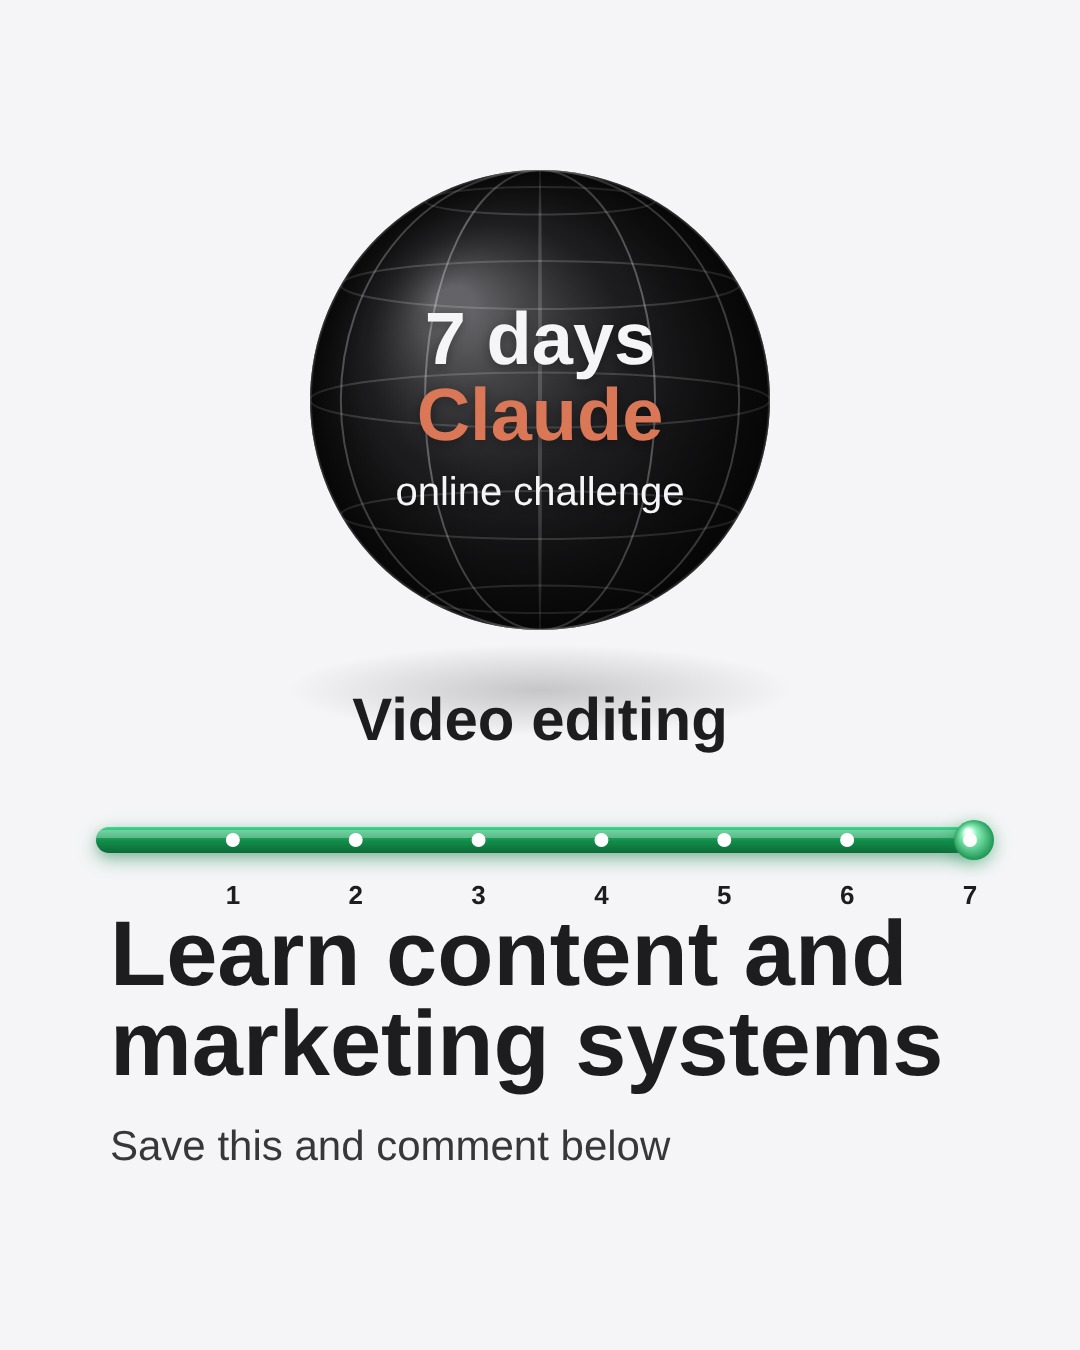 7 days
Claude
online challenge
Video editing
1 2 3 4 5 6 7
Learn content and
marketing systems
Save this and comment below